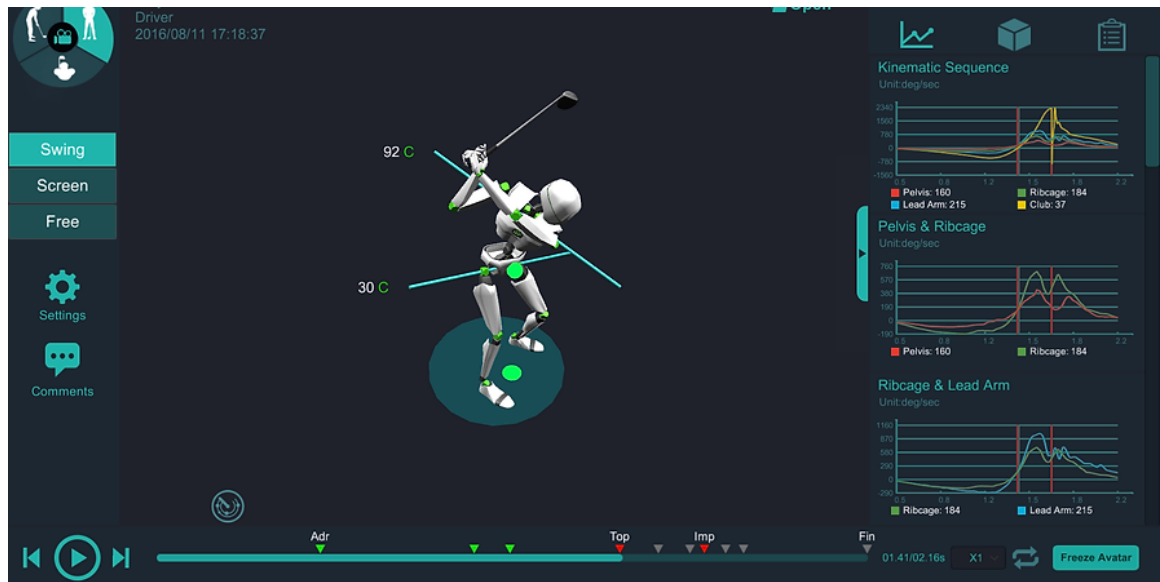 Driver
2016/08/11 17:18:37
Open
Swing
Screen
Free
Settings
Comments
92 C
30 C
Kinematic Sequence
Unit:deg/sec
2340
1560
780
0
-780
-1560
0.5 0.8 1.2 1.5 1.8 2.2
Pelvis: 160 Ribcage: 184
Lead Arm: 215 Club: 37
Pelvis & Ribcage
Unit:deg/sec
760
570
380
190
0
-190
0.5 0.8 1.2 1.5 1.8 2.2
Pelvis: 160 Ribcage: 184
Ribcage & Lead Arm
Unit:deg/sec
1160
870
580
290
0
-290
0.5 0.8 1.2 1.5 1.8 2.2
Ribcage: 184 Lead Arm: 215
Adr Top Imp Fin
01.41/02.16s X1 Freeze Avatar